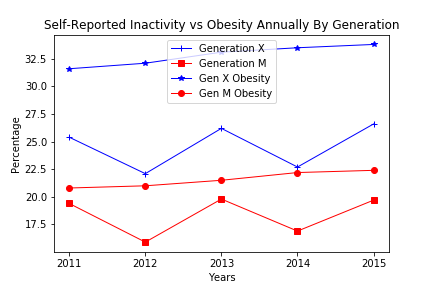 Self-Reported Inactivity vs Obesity Annually By Generation
Generation X
Generation M
Gen X Obesity
Gen M Obesity
Percentage
32.5
30.0
27.5
25.0
22.5
20.0
17.5
2011 2012 2013 2014 2015
Years